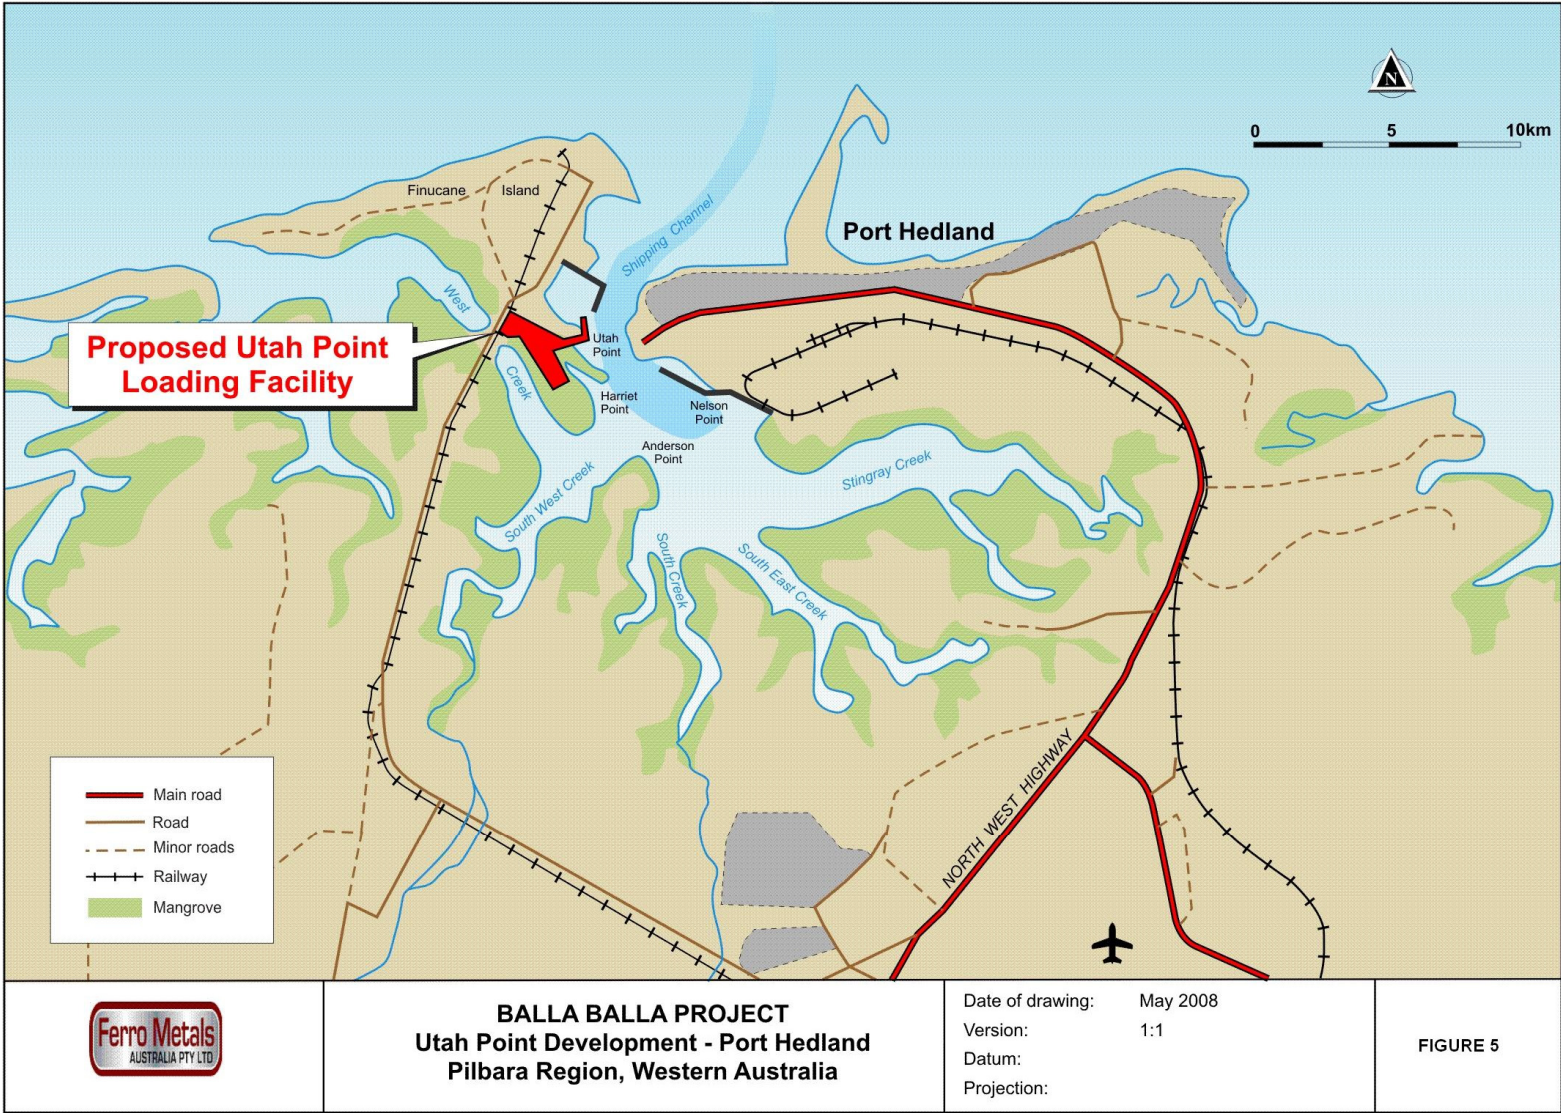 N
0 5 10km
Finucane Island
Shipping Channel
Port Hedland
West
Proposed Utah Point
Loading Facility
Utah
Point
Creek
Harriet
Point
Nelson
Point
Anderson
Point
Stingray Creek
South West Creek
South Creek
South East Creek
NORTH WEST HIGHWAY
Main road
Road
Minor roads
Railway
Mangrove
Ferro Metals
AUSTRALIA PTY LTD
BALLA BALLA PROJECT
Utah Point Development - Port Hedland
Pilbara Region, Western Australia
Date of drawing: May 2008
Version: 1:1
Datum:
Projection:
FIGURE 5